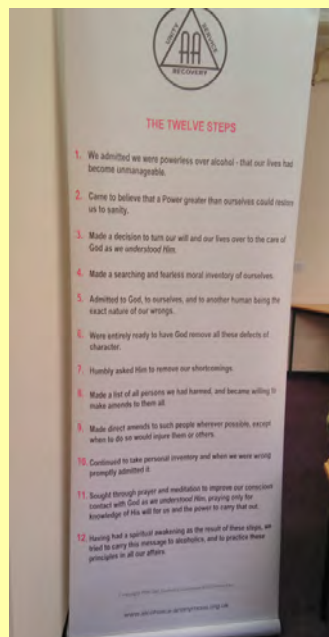 UNITY
SERVICE
AA
RECOVERY
THE TWELVE STEPS
1. We admitted we were powerless over alcohol - that our lives had
become unmanageable.
2. Came to believe that a Power greater than ourselves could restore
us to sanity.
3. Made a decision to turn our will and our lives over to the care of
God as we understood Him.
4. Made a searching and fearless moral inventory of ourselves.
5. Admitted to God, to ourselves, and to another human being the
exact nature of our wrongs.
6. Were entirely ready to have God remove all these defects of
character.
7. Humbly asked Him to remove our shortcomings.
8. Made a list of all persons we had harmed, and became willing to
make amends to them all.
9. Made direct amends to such people wherever possible, except
when to do so would injure them or others.
10. Continued to take personal inventory and when we were wrong
promptly admitted it.
11. Sought through prayer and meditation to improve our conscious
contact with God as we understood Him, praying only for
knowledge of His will for us and the power to carry that out.
12. Having had a spiritual awakening as the result of these steps, we
tried to carry this message to alcoholics, and to practice these
principles in all our affairs.
www.alcoholics-anonymous.org.uk